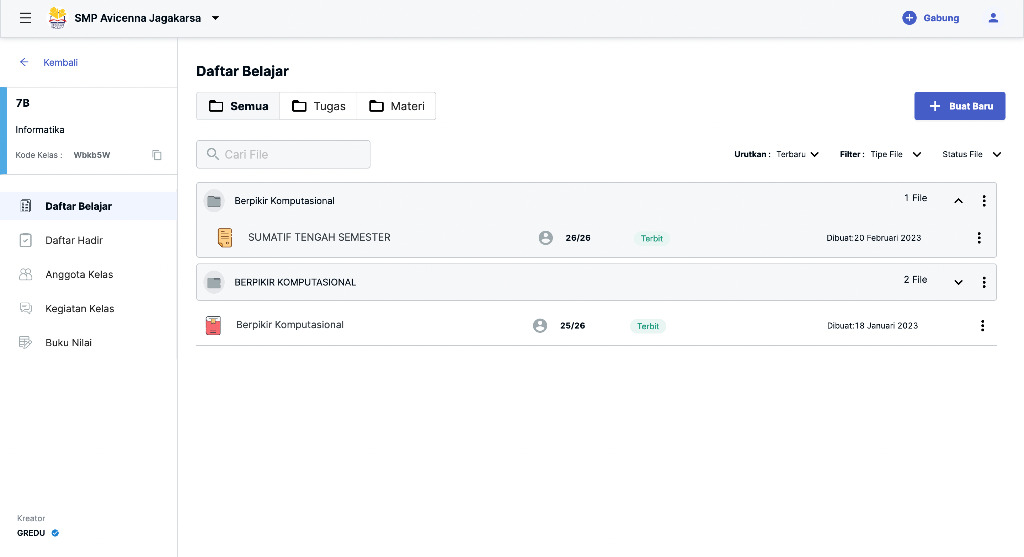 SMP Avicenna Jagakarsa
Gabung
Kembali
7B
Informatika
Kode Kelas : Wbkb5W
Daftar Belajar
Daftar Hadir
Anggota Kelas
Kegiatan Kelas
Buku Nilai
Kreator
GREDU
Daftar Belajar
Semua Tugas Materi
Buat Baru
Cari File
Urutkan : Terbaru Filter : Tipe File Status File
Berpikir Komputasional 1 File
SUMATIF TENGAH SEMESTER 26/26 Terbit Dibuat:20 Februari 2023
BERPIKIR KOMPUTASIONAL 2 File
Berpikir Komputasional 25/26 Terbit Dibuat:18 Januari 2023